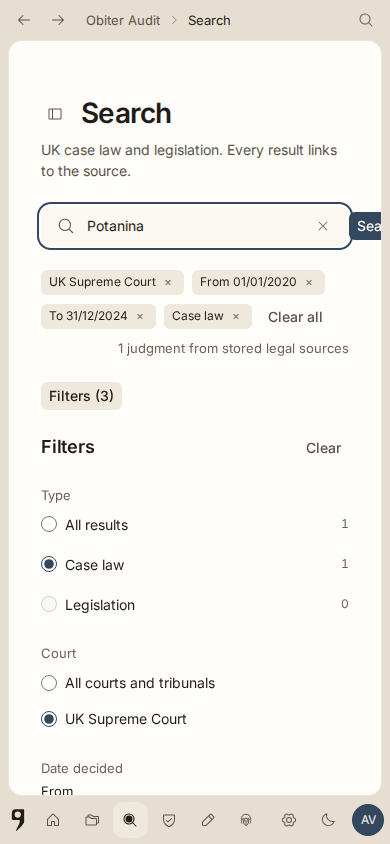 Obiter Audit > Search
Search
UK case law and legislation. Every result links
to the source.
Potanina
Sea
UK Supreme Court ×
From 01/01/2020 ×
To 31/12/2024 ×
Case law ×
Clear all
1 judgment from stored legal sources
Filters (3)
Filters
Clear
Type
All results 1
Case law 1
Legislation 0
Court
All courts and tribunals
UK Supreme Court
Date decided
From
AV